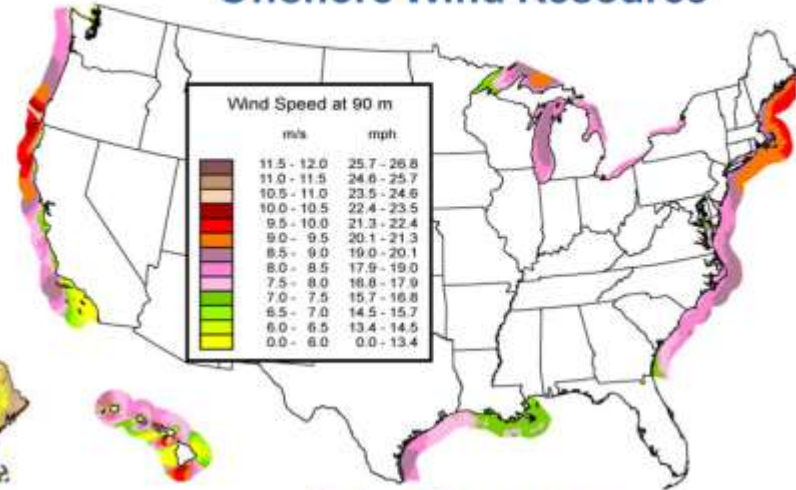 Offshore Wind Resource
Wind Speed at 90 m
m/s mph
11.5 - 12.0 25.7 - 26.8
11.0 - 11.5 24.6 - 25.7
10.5 - 11.0 23.5 - 24.6
10.0 - 10.5 22.4 - 23.5
9.5 - 10.0 21.3 - 22.4
9.0 - 9.5 20.1 - 21.3
8.5 - 9.0 19.0 - 20.1
8.0 - 8.5 17.9 - 19.0
7.5 - 8.0 16.8 - 17.9
7.0 - 7.5 15.7 - 16.8
6.5 - 7.0 14.5 - 15.7
6.0 - 6.5 13.4 - 14.5
0.0 - 6.0 0.0 - 13.4